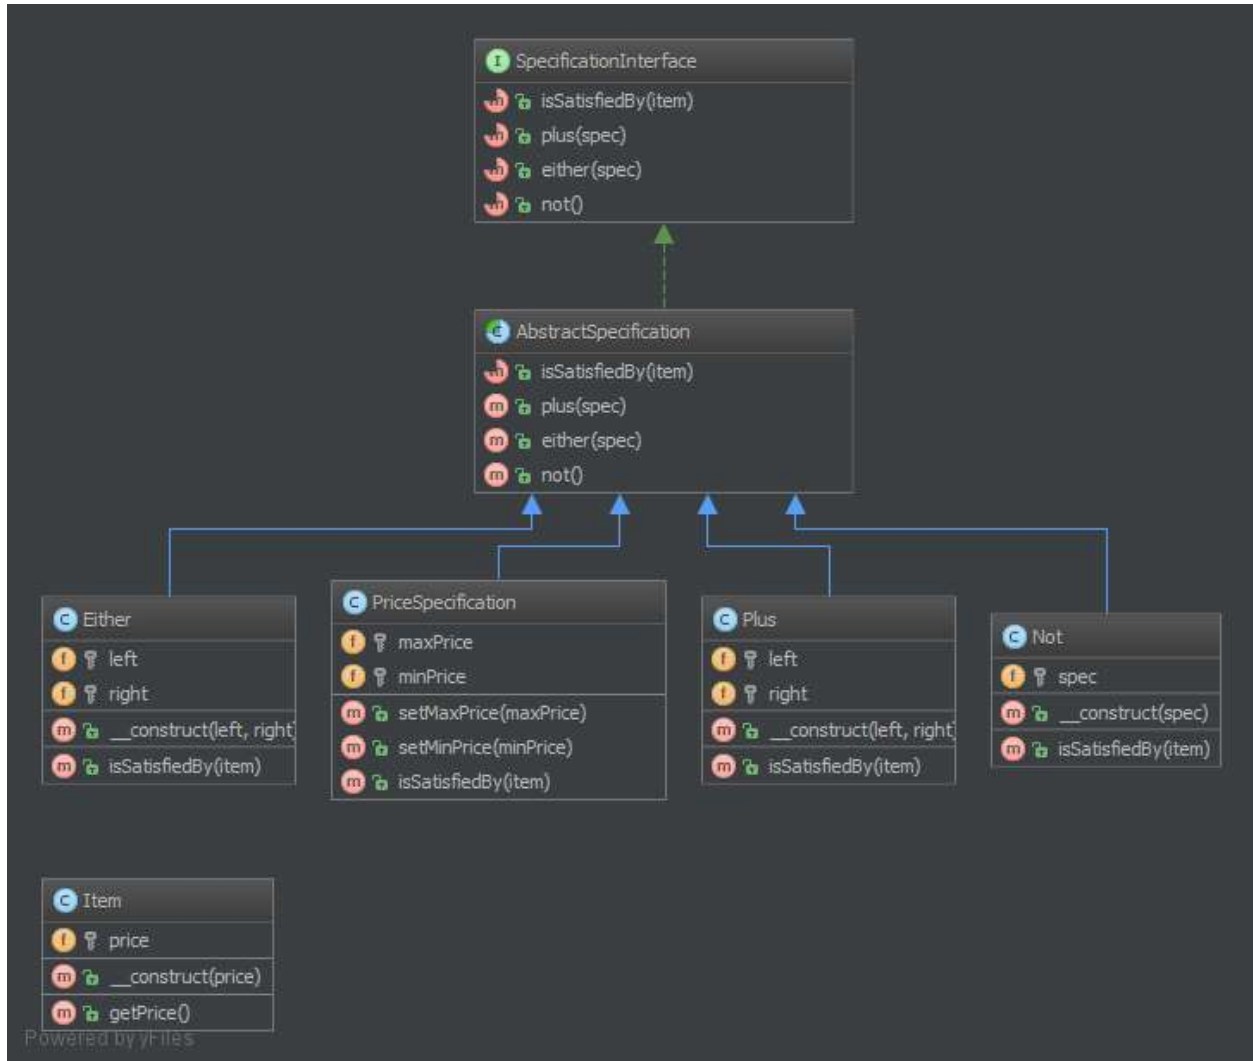 SpecificationInterface
isSatisfiedBy(item)
plus(spec)
either(spec)
not()
AbstractSpecification
isSatisfiedBy(item)
plus(spec)
either(spec)
not()
Either
left
right
__construct(left, right)
isSatisfiedBy(item)
PriceSpecification
maxPrice
minPrice
setMaxPrice(maxPrice)
setMinPrice(minPrice)
isSatisfiedBy(item)
Plus
left
right
__construct(left, right)
isSatisfiedBy(item)
Not
spec
__construct(spec)
isSatisfiedBy(item)
Item
price
__construct(price)
getPrice()
Powered by yFiles